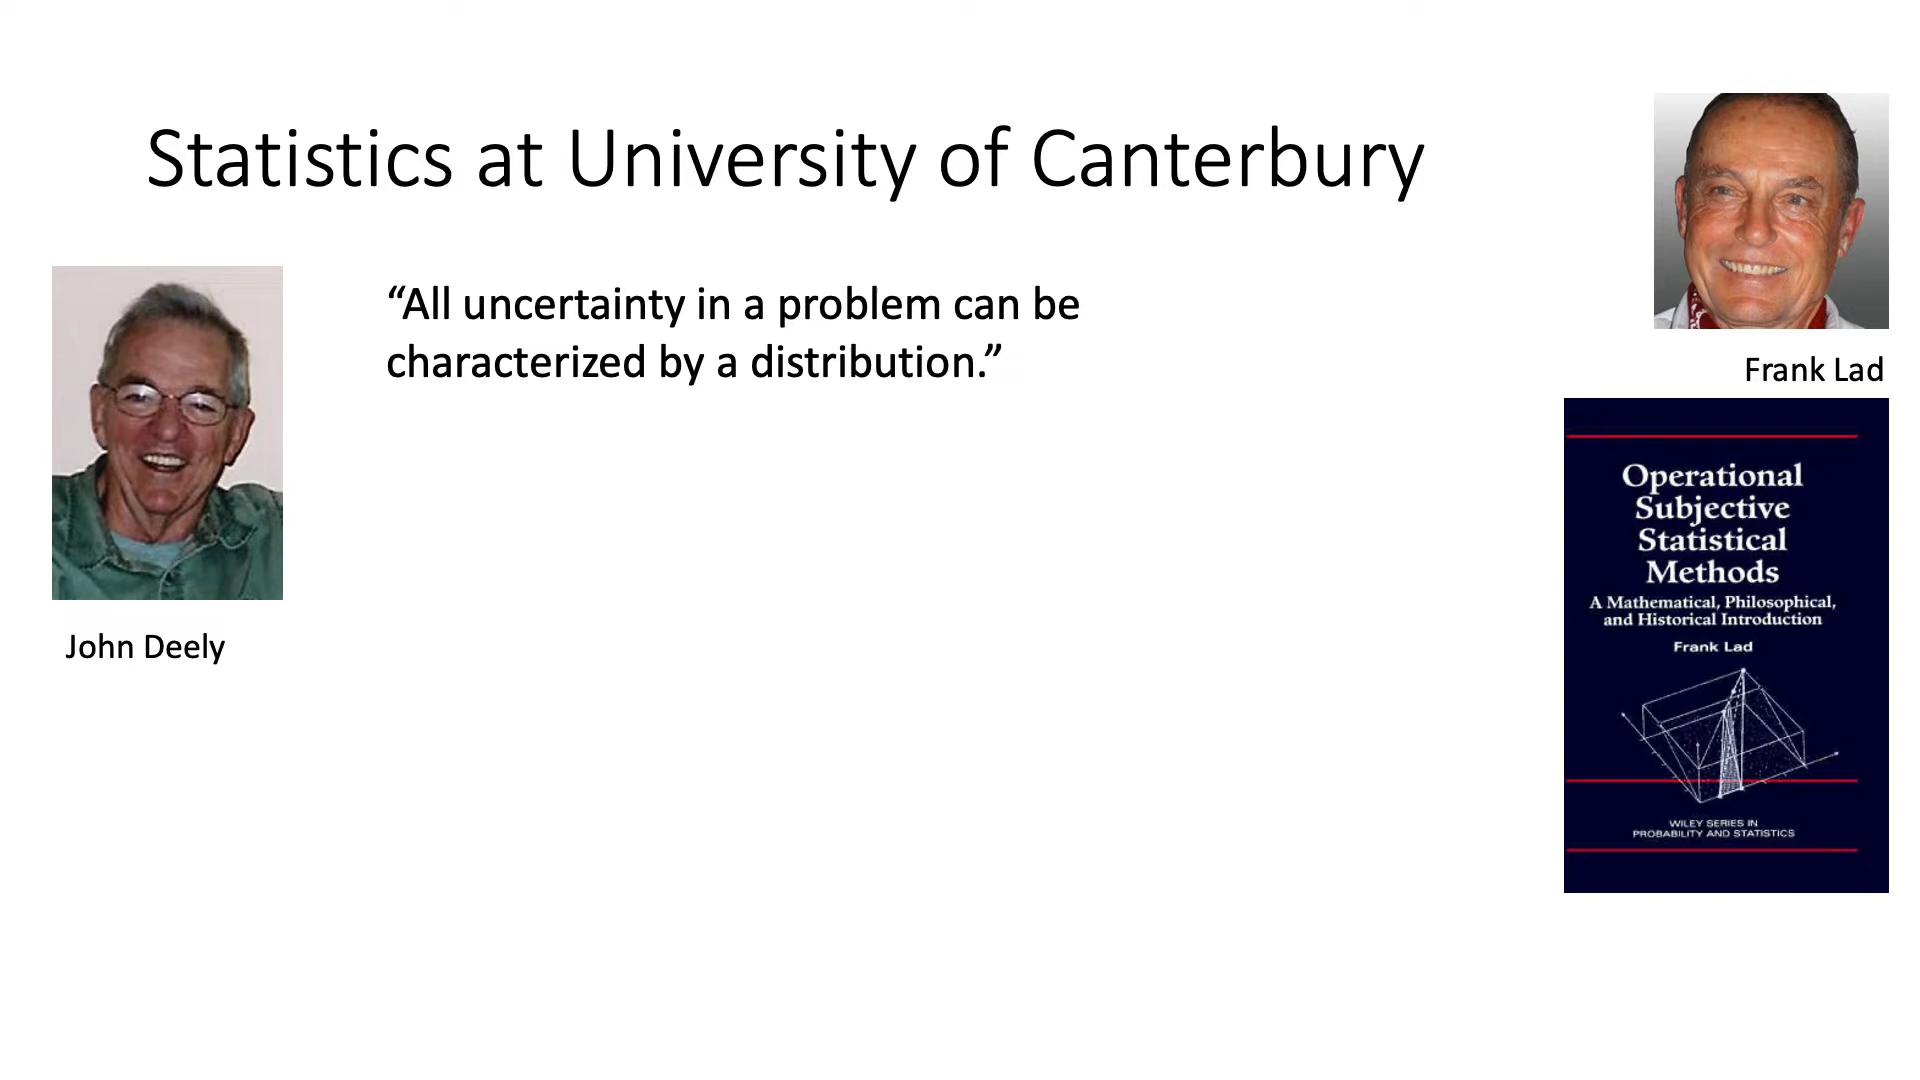 Statistics at University of Canterbury
“All uncertainty in a problem can be
characterized by a distribution.”
John Deely
Frank Lad
Operational
Subjective
Statistical
Methods
A Mathematical, Philosophical,
and Historical Introduction
Frank Lad
WILEY SERIES IN
PROBABILITY AND STATISTICS